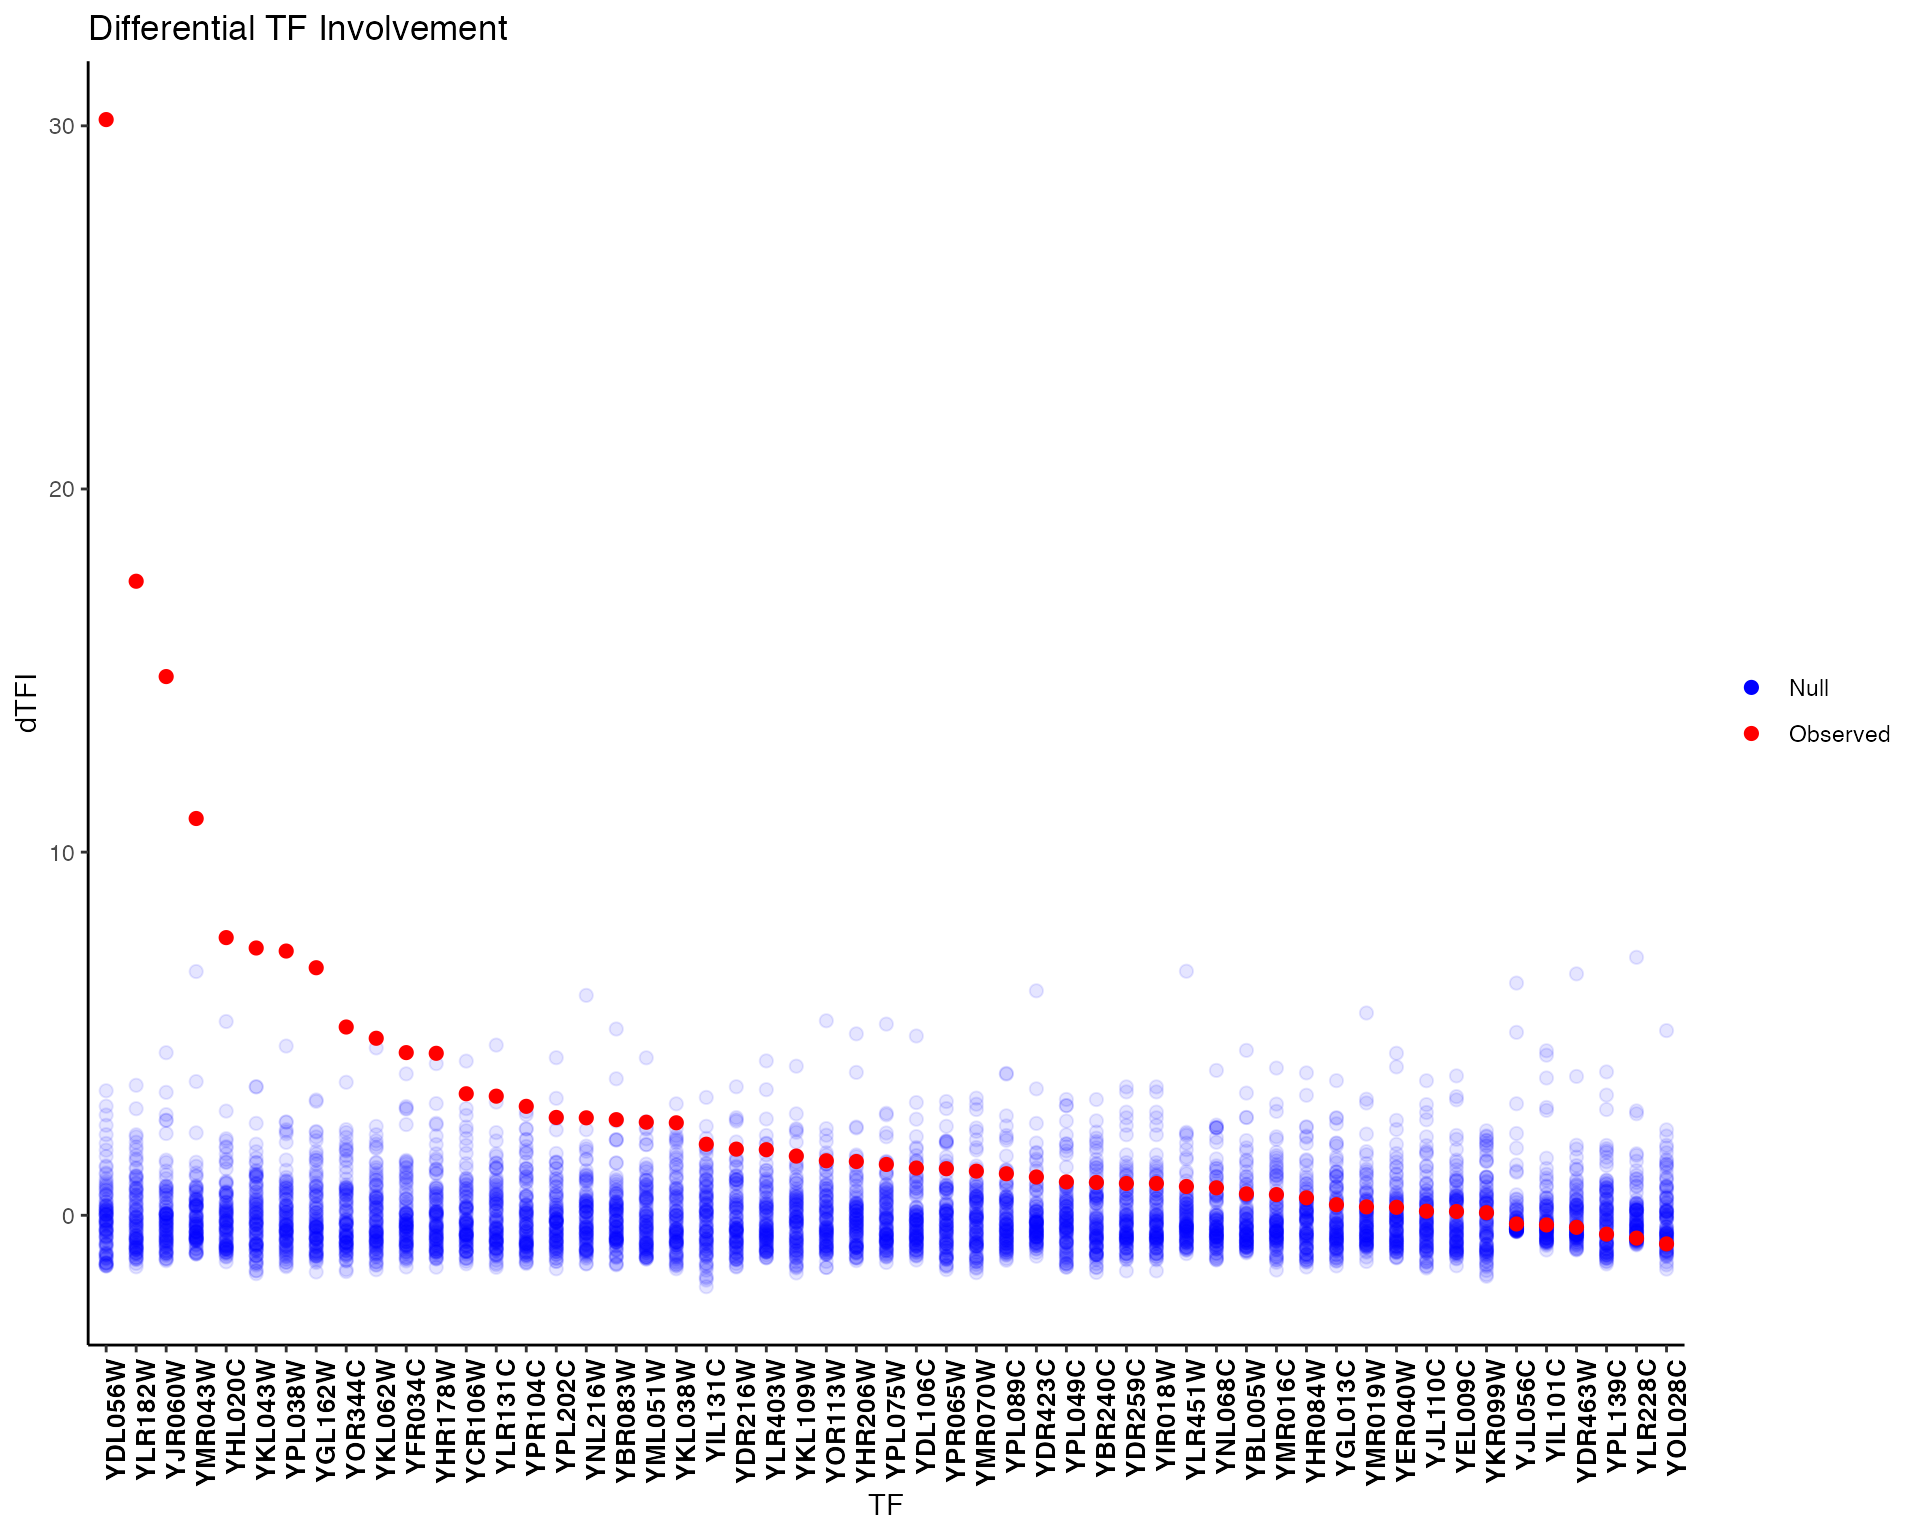 Differential TF Involvement
30
20
10
0
dTFI
Null
Observed
YDL056W
YLR182W
YJR060W
YMR043W
YHL020C
YKL043W
YPL038W
YGL162W
YOR344C
YKL062W
YFR034C
YHR178W
YCR106W
YLR131C
YPR104C
YPL202C
YNL216W
YBR083W
YML051W
YKL038W
YIL131C
YDR216W
YLR403W
YKL109W
YOR113W
YHR206W
YPL075W
YDL106C
YPR065W
YMR070W
YPL089C
YDR423C
YPL049C
YBR240C
YDR259C
YIR018W
YLR451W
YNL068C
YBL005W
YMR016C
YHR084W
YGL013C
YMR019W
YER040W
YJL110C
YEL009C
YKR099W
YJL056C
YIL101C
YDR463W
YPL139C
YLR228C
YOL028C
TF